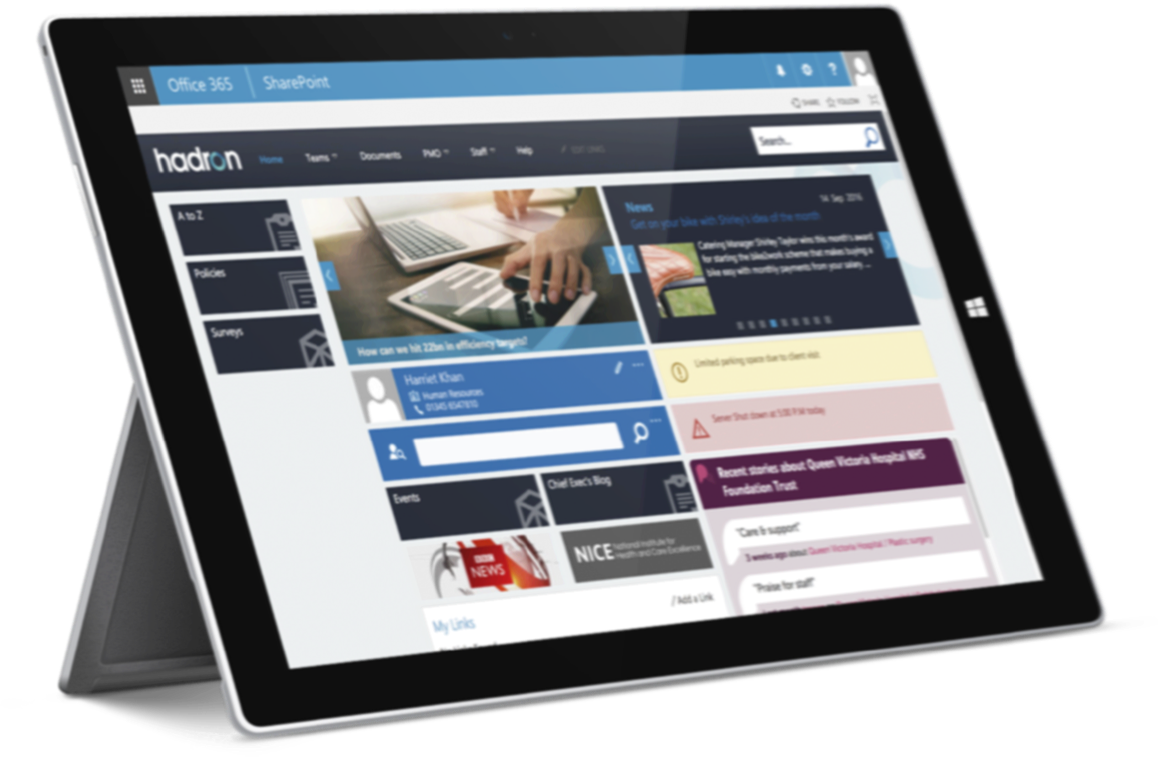 Office 365
SharePoint
SHARE
FOLLOW
hadron
Home
Teams
Documents
PMO
Staff
Help
EDIT LINKS
Search...
A to Z
Policies
Surveys
How can we hit 22bn in efficiency targets?
News
14 Sep 2016
Get on your bike with Shirley's idea of the month
Catering Manager Shirley Taylor wins this month's award
for starting the bike2work scheme that makes buying a
bike easy with monthly payments from your salary ...
Harriet Khan
Human Resources
Limited parking space due to client visit
Server Shut down at 5:00 P.M today
Events
Chief Exec's Blog
Recent stories about Queen Victoria Hospital NHS
Foundation Trust
"Care & support"
3 weeks ago about Queen Victoria Hospital / Plastic surgery
"Praise for staff"
BBC
NEWS
NICE National Institute for
Health and Care Excellence
My Links
Add a Link